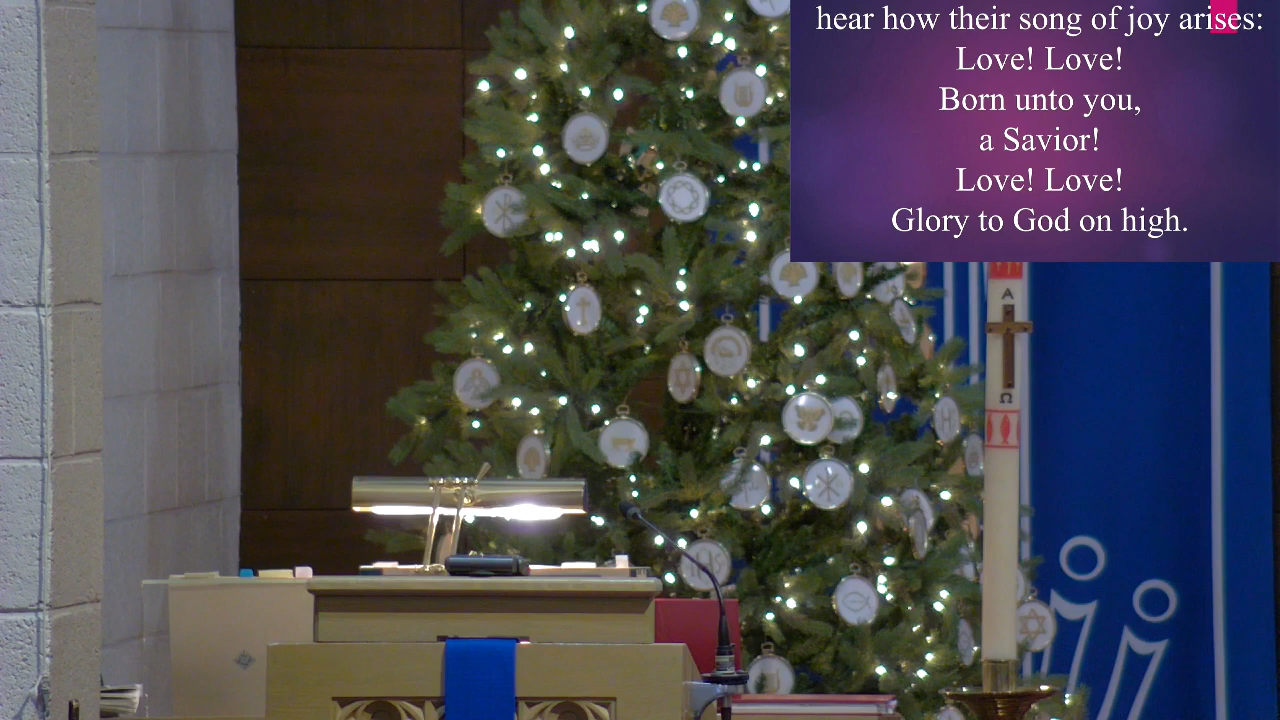 hear how their song of joy arises:
Love! Love!
Born unto you,
a Savior!
Love! Love!
Glory to God on high.
Α
Ω